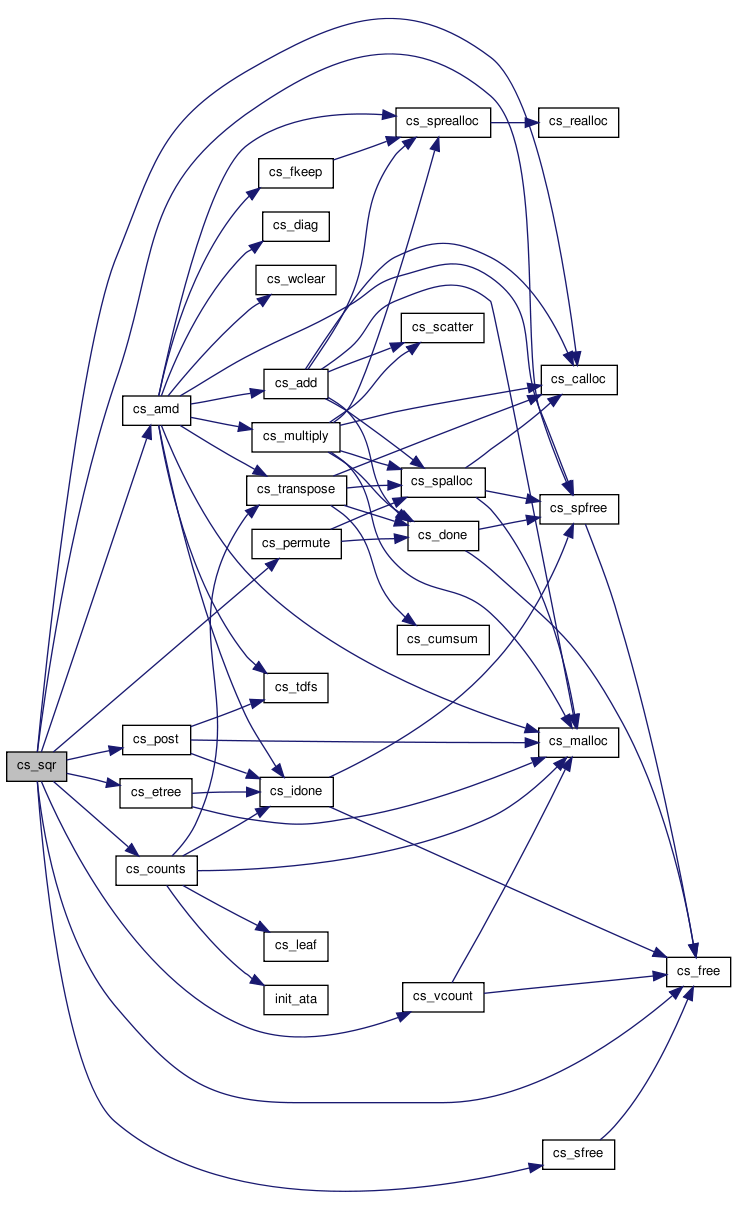 cs_sprealloc
cs_realloc
cs_fkeep
cs_diag
cs_wclear
cs_scatter
cs_add
cs_calloc
cs_amd
cs_multiply
cs_spalloc
cs_transpose
cs_spfree
cs_done
cs_permute
cs_cumsum
cs_tdfs
cs_post
cs_malloc
cs_sqr
cs_etree
cs_idone
cs_counts
cs_leaf
cs_free
init_ata
cs_vcount
cs_sfree